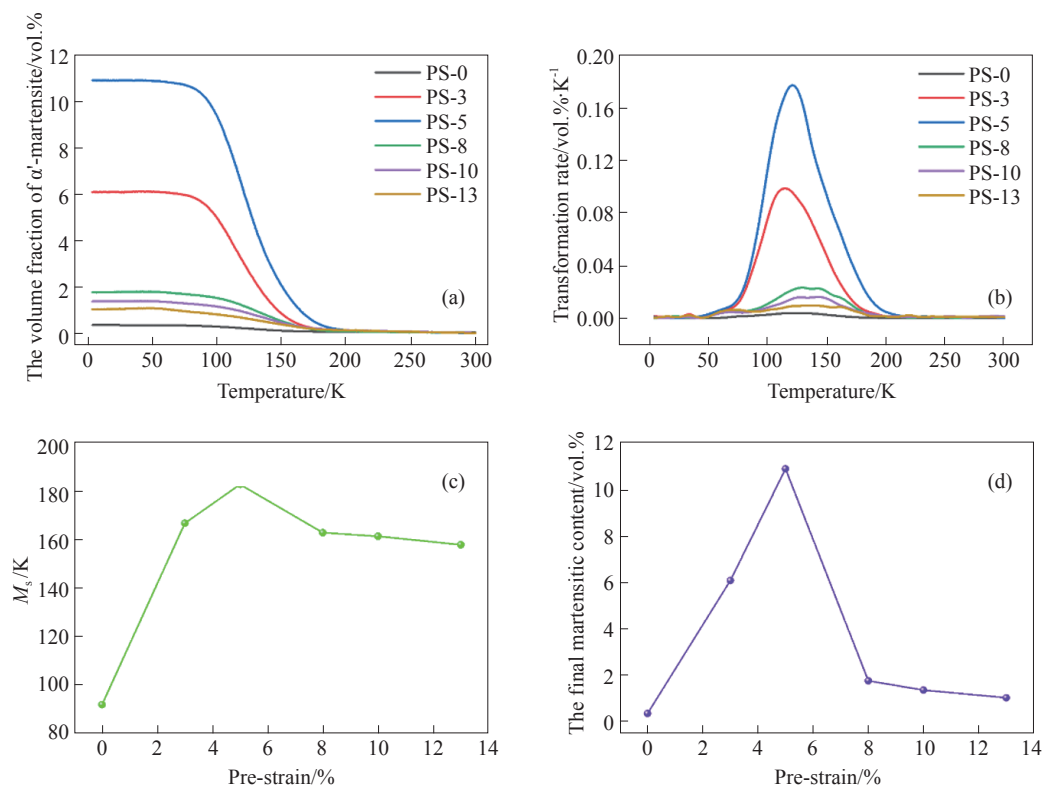 The volume fraction of α′-martensite/vol.%
12
10
8
6
4
2
0
PS-0
PS-3
PS-5
PS-8
PS-10
PS-13
(a)
0 50 100 150 200 250 300
Temperature/K
Transformation rate/vol.%·K⁻¹
0.20
0.16
0.12
0.08
0.04
0.00
PS-0
PS-3
PS-5
PS-8
PS-10
PS-13
(b)
0 50 100 150 200 250 300
Temperature/K
Mₛ/K
200
180
160
140
100
90
80
(c)
0 2 4 6 8 10 12 14
Pre-strain/%
The final martensitic content/vol.%
12
10
8
6
4
2
0
(d)
0 2 4 6 8 10 12 14
Pre-strain/%